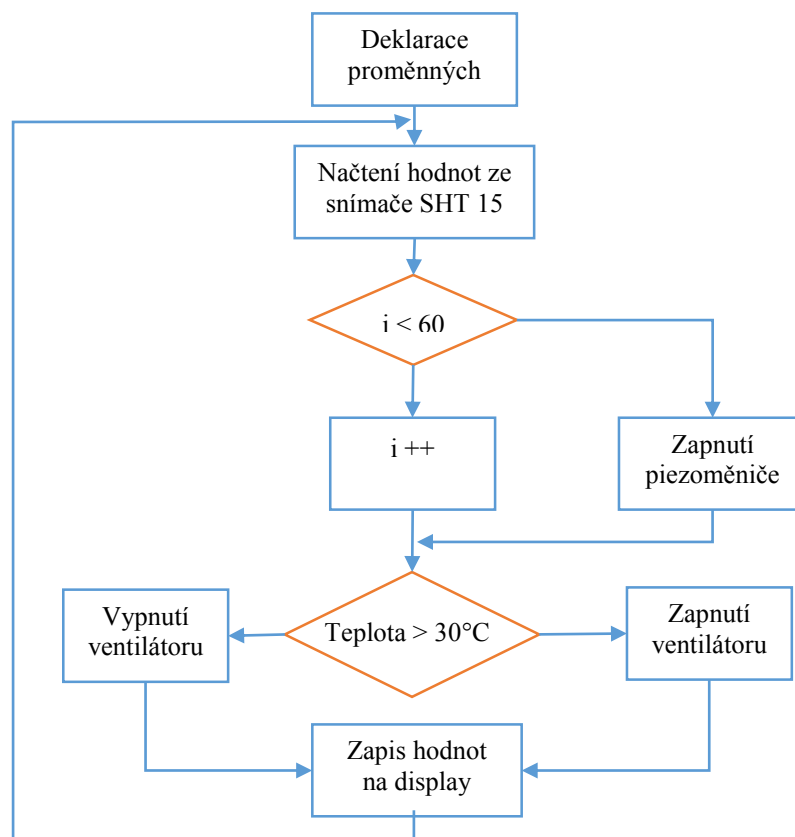 Deklarace
proměnných
Načtení hodnot ze
snímače SHT 15
i < 60
i ++
Zapnutí
piezoměniče
Teplota > 30°C
Vypnutí
ventilátoru
Zapnutí
ventilátoru
Zapis hodnot
na display